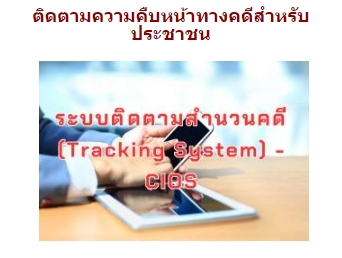 ติดตามความคืบหน้าทางคดีสำหรับ
ประชาชน
ระบบติดตามสำนวนคดี
(Tracking System) -
CIOS